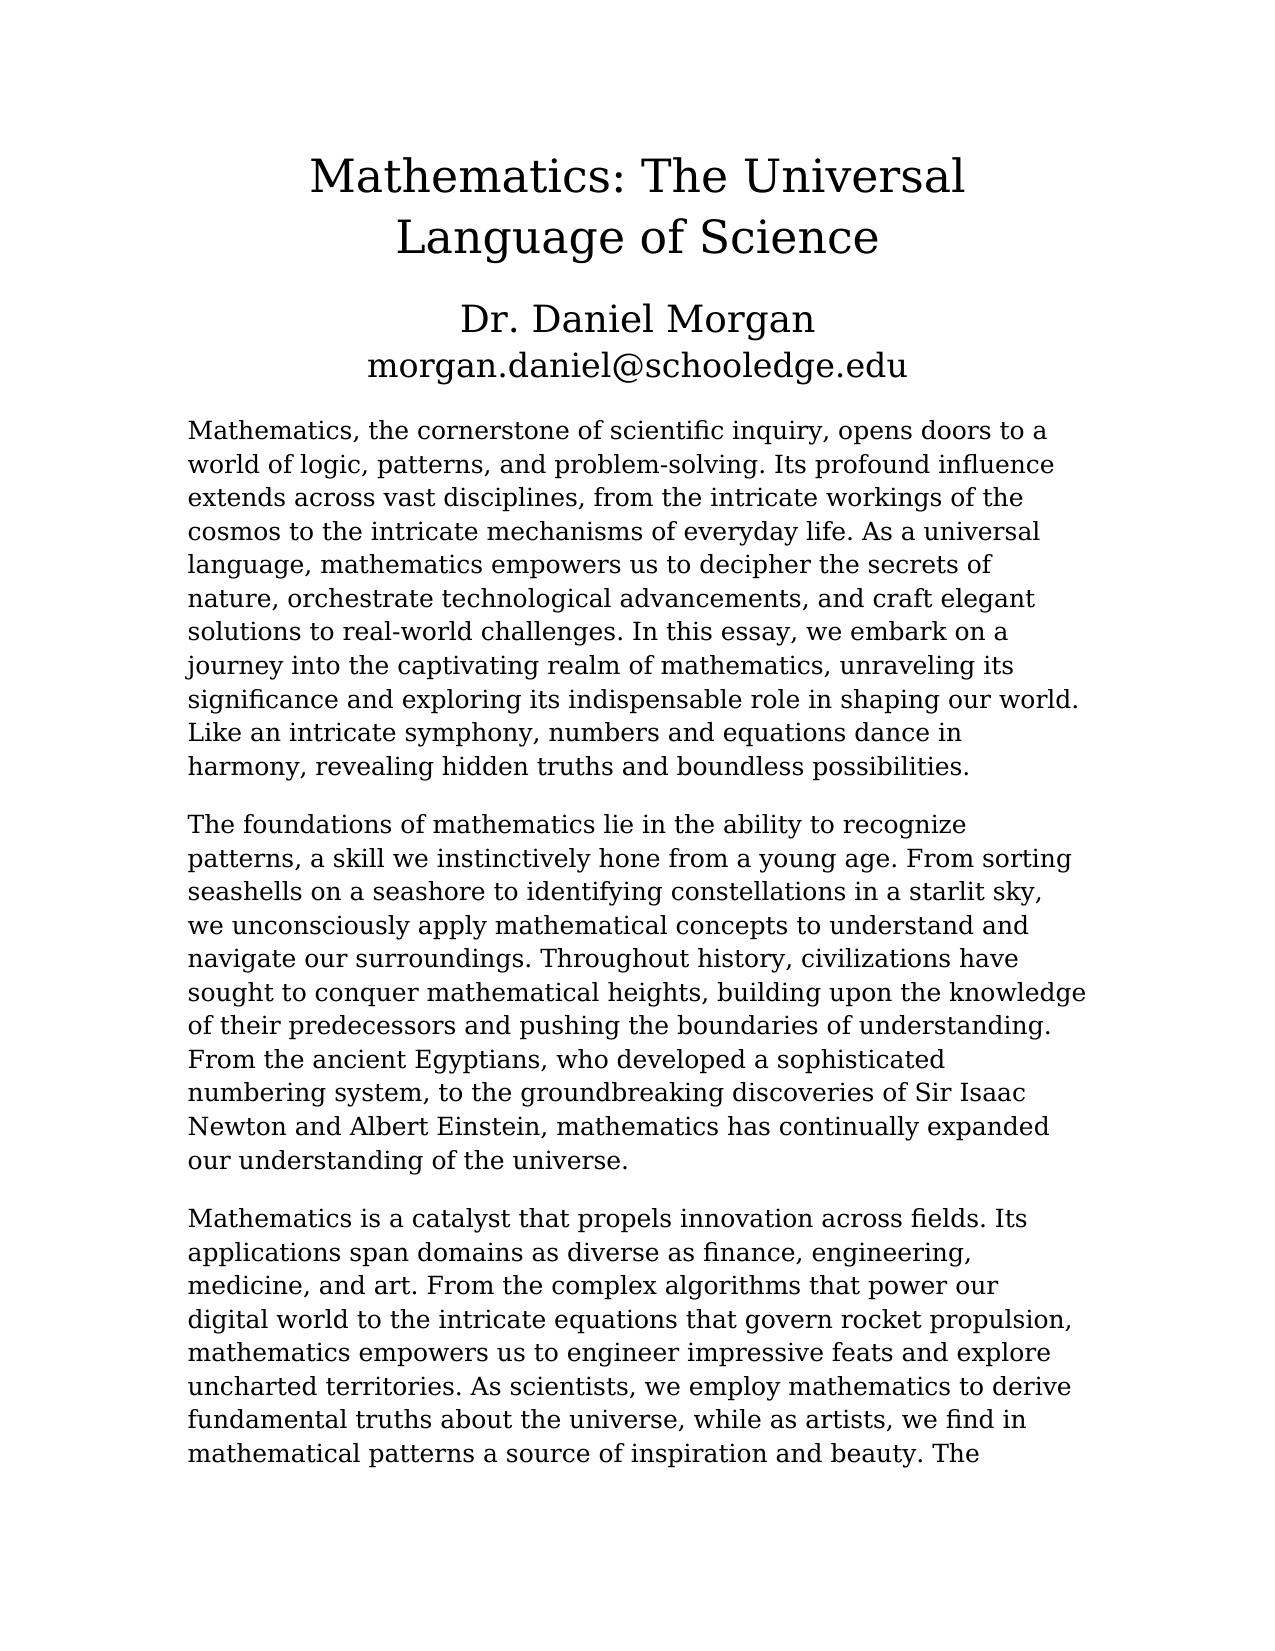 Mathematics: The Universal
Language of Science
Dr. Daniel Morgan
morgan.daniel@schooledge.edu
Mathematics, the cornerstone of scientific inquiry, opens doors to a
world of logic, patterns, and problem-solving. Its profound influence
extends across vast disciplines, from the intricate workings of the
cosmos to the intricate mechanisms of everyday life. As a universal
language, mathematics empowers us to decipher the secrets of
nature, orchestrate technological advancements, and craft elegant
solutions to real-world challenges. In this essay, we embark on a
journey into the captivating realm of mathematics, unraveling its
significance and exploring its indispensable role in shaping our world.
Like an intricate symphony, numbers and equations dance in
harmony, revealing hidden truths and boundless possibilities.
The foundations of mathematics lie in the ability to recognize
patterns, a skill we instinctively hone from a young age. From sorting
seashells on a seashore to identifying constellations in a starlit sky,
we unconsciously apply mathematical concepts to understand and
navigate our surroundings. Throughout history, civilizations have
sought to conquer mathematical heights, building upon the knowledge
of their predecessors and pushing the boundaries of understanding.
From the ancient Egyptians, who developed a sophisticated
numbering system, to the groundbreaking discoveries of Sir Isaac
Newton and Albert Einstein, mathematics has continually expanded
our understanding of the universe.
Mathematics is a catalyst that propels innovation across fields. Its
applications span domains as diverse as finance, engineering,
medicine, and art. From the complex algorithms that power our
digital world to the intricate equations that govern rocket propulsion,
mathematics empowers us to engineer impressive feats and explore
uncharted territories. As scientists, we employ mathematics to derive
fundamental truths about the universe, while as artists, we find in
mathematical patterns a source of inspiration and beauty. The